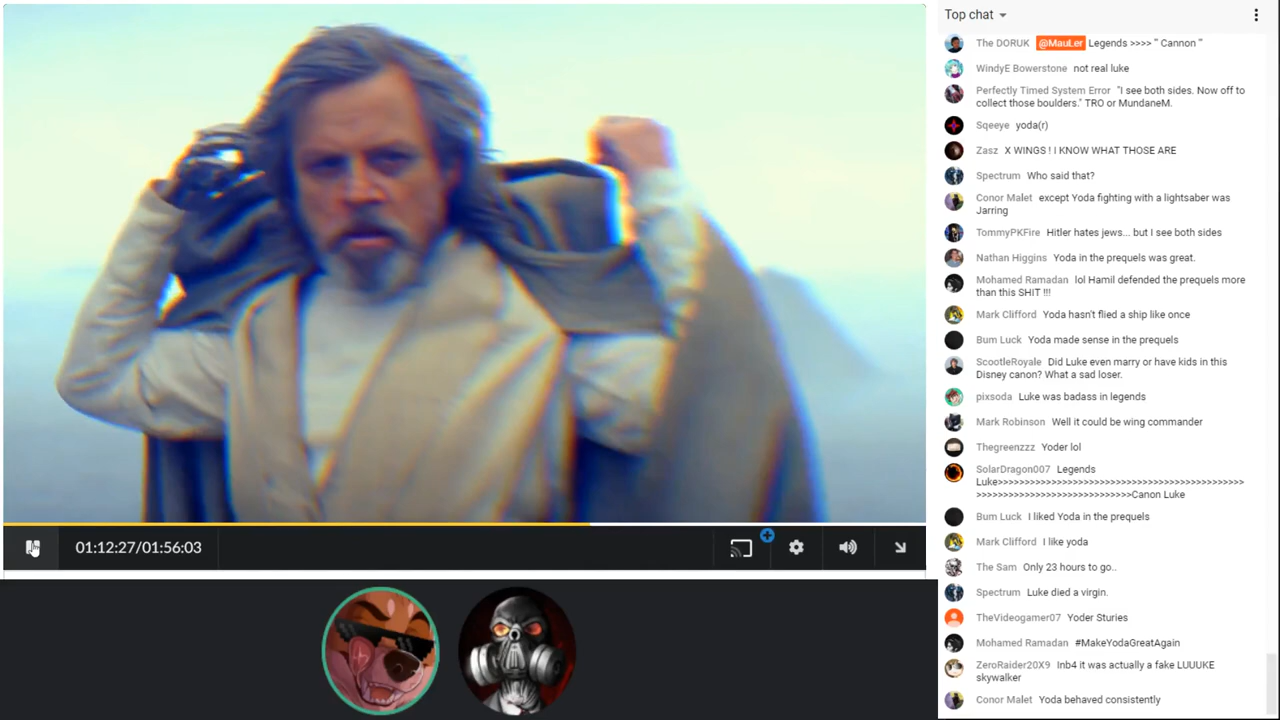 Top chat
The DORUK @MauLer Legends >>>> " Cannon "
WindyE Bowerstone not real luke
Perfectly Timed System Error "I see both sides. Now off to
collect those boulders." TRO or MundaneM.
Sqeeye yoda(r)
Zasz X WINGS ! I KNOW WHAT THOSE ARE
Spectrum Who said that?
Conor Malet except Yoda fighting with a lightsaber was
Jarring
TommyPKFire Hitler hates jews... but I see both sides
Nathan Higgins Yoda in the prequels was great.
Mohamed Ramadan lol Hamil defended the prequels more
than this SHIT !!!
Mark Clifford Yoda hasn't flied a ship like once
Bum Luck Yoda made sense in the prequels
ScootleRoyale Did Luke even marry or have kids in this
Disney canon? What a sad loser.
pixsoda Luke was badass in legends
Mark Robinson Well it could be wing commander
Thegreenzzz Yoder lol
SolarDragon007 Legends
Luke>>>>>>>>>>>>>>>>>>>>>>>>>>>>>>>>>>>>>>>>>>>>>
>>>>>>>>>>>>>>>>>>>>>>>>>>>>Canon Luke
Bum Luck I liked Yoda in the prequels
Mark Clifford I like yoda
The Sam Only 23 hours to go..
Spectrum Luke died a virgin.
TheVideogamer07 Yoder Sturies
Mohamed Ramadan #MakeYodaGreatAgain
ZeroRaider20X9 Inb4 it was actually a fake LUUUKE
skywalker
Conor Malet Yoda behaved consistently
01:12:27/01:56:03